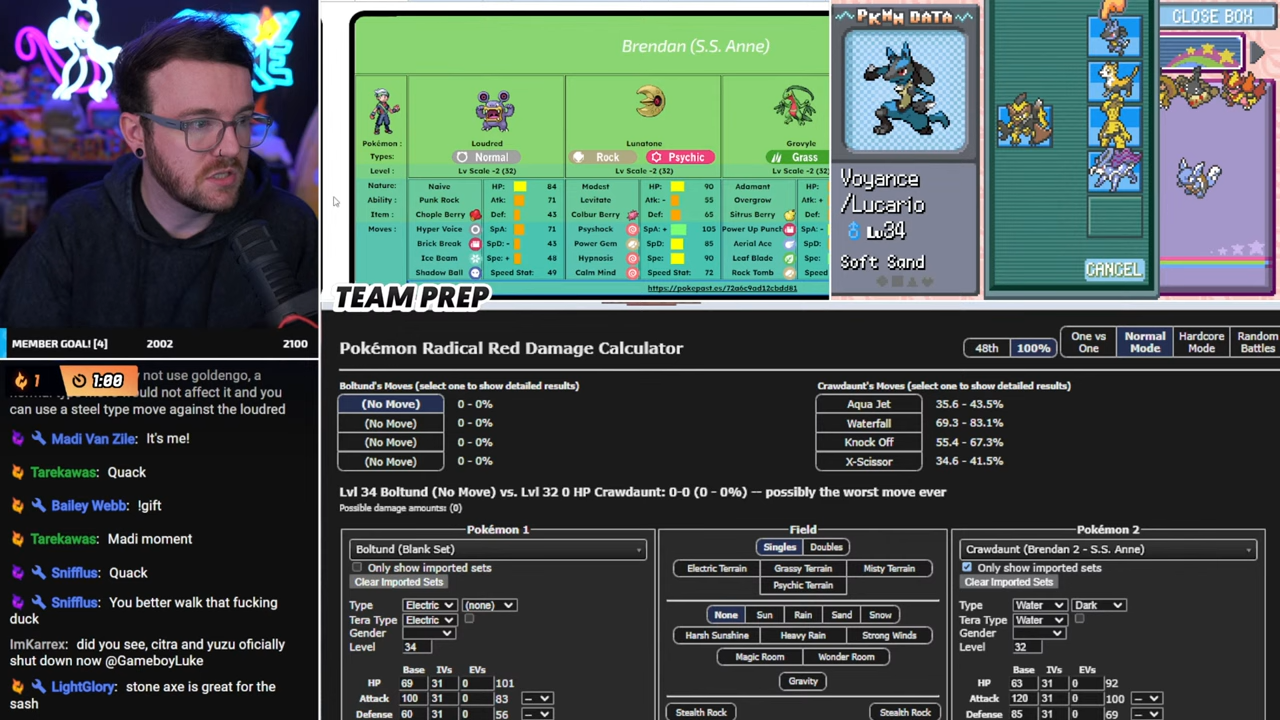 Brendan (S.S. Anne)
Pokémon :
Loudred
Lunatone
Grovyle
Types:
Normal
Rock
Psychic
Grass
Level :
Lv Scale -2 (32)
Lv Scale -2 (32)
Lv Scale -2 (32)
Nature:
Naive
HP:
84
Modest
HP:
90
Adamant
HP:
Ability :
Punk Rock
Atk:
71
Levitate
Atk: -
55
Overgrow
Atk: +
Item :
Chople Berry
Def:
43
Colbur Berry
Def:
65
Sitrus Berry
Def:
Moves :
Hyper Voice
SpA:
71
Psyshock
SpA: +
105
Power Up Punch
SpA: -
Brick Break
SpD: -
43
Power Gem
SpD:
85
Aerial Ace
SpD:
Ice Beam
Spe: +
48
Hypnosis
Spe:
90
Leaf Blade
Spe:
Shadow Ball
Speed Stat:
49
Calm Mind
Speed Stat:
72
Rock Tomb
Speed Stat:
https://pokepast.es/72a6c9ad12cbdd81
TEAM PREP
PKMN DATA
Voyance
/Lucario
♂ Lv34
Soft Sand
CANCEL
CLOSE BOX
MEMBER GOAL! [4]
2002
2100
1
1:00
not use goldengo, a
would not affect it and you
can use a steel type move against the loudred
Madi Van Zile: It's me!
Tarekawas: Quack
Bailey Webb: !gift
Tarekawas: Madi moment
Snifflus: Quack
Snifflus: You better walk that fucking
duck
ImKarrex: did you see, citra and yuzu oficially
shut down now @GameboyLuke
LightGlory: stone axe is great for the
sash
Pokémon Radical Red Damage Calculator
48th
100%
One vs
One
Normal
Mode
Hardcore
Mode
Random
Battles
Boltund's Moves (select one to show detailed results)
(No Move)
0 - 0%
(No Move)
0 - 0%
(No Move)
0 - 0%
(No Move)
0 - 0%
Crawdaunt's Moves (select one to show detailed results)
Aqua Jet
35.6 - 43.5%
Waterfall
69.3 - 83.1%
Knock Off
55.4 - 67.3%
X-Scissor
34.6 - 41.5%
Lvl 34 Boltund (No Move) vs. Lvl 32 0 HP Crawdaunt: 0-0 (0 - 0%) — possibly the worst move ever
Possible damage amounts: (0)
Pokémon 1
Boltund (Blank Set)
Only show imported sets
Clear Imported Sets
Type
Electric
(none)
Tera Type
Electric
Gender
Level
34
Base
IVs
EVs
HP
69
31
0
101
Attack
100
31
0
83
--
Defense
60
31
0
56
--
Field
Singles
Doubles
Electric Terrain
Grassy Terrain
Misty Terrain
Psychic Terrain
None
Sun
Rain
Sand
Snow
Harsh Sunshine
Heavy Rain
Strong Winds
Magic Room
Wonder Room
Gravity
Stealth Rock
Stealth Rock
Pokémon 2
Crawdaunt (Brendan 2 - S.S. Anne)
Only show imported sets
Clear Imported Sets
Type
Water
Dark
Tera Type
Water
Gender
Level
32
Base
IVs
EVs
HP
63
31
0
92
Attack
120
31
0
100
--
Defense
85
31
0
69
--